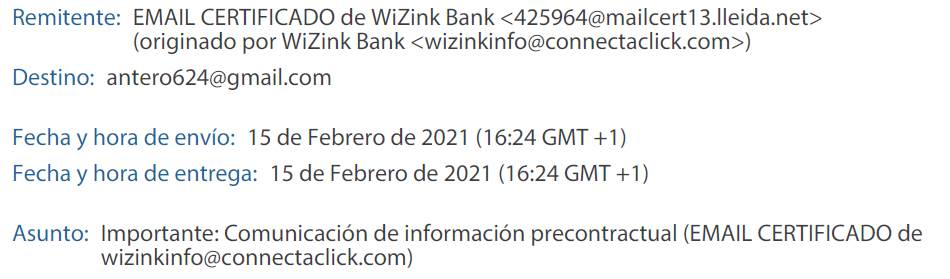 Remitente: EMAIL CERTIFICADO de WiZink Bank <425964@mailcert13.lleida.net>
(originado por WiZink Bank <wizinkinfo@connectaclick.com>)
Destino: antero624@gmail.com
Fecha y hora de envío: 15 de Febrero de 2021 (16:24 GMT +1)
Fecha y hora de entrega: 15 de Febrero de 2021 (16:24 GMT +1)
Asunto: Importante: Comunicación de información precontractual (EMAIL CERTIFICADO de
wizinkinfo@connectaclick.com)